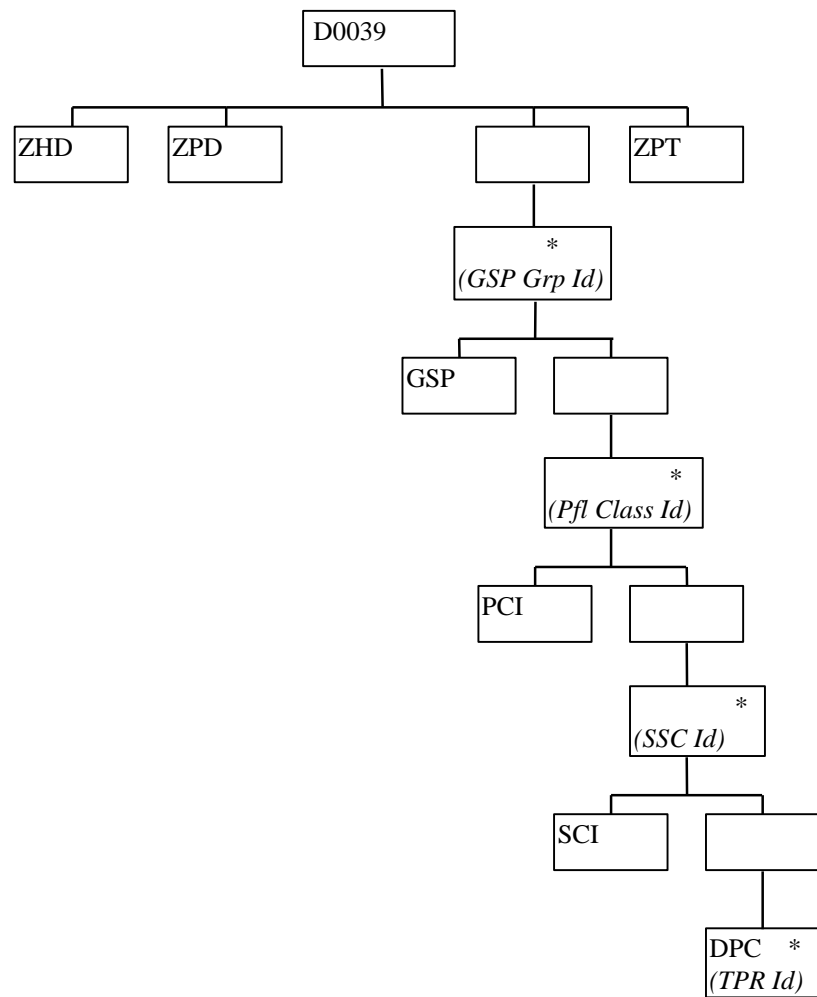 D0039
ZHD
ZPD
ZPT
*
(GSP Grp Id)
GSP
*
(Pfl Class Id)
PCI
*
(SSC Id)
SCI
DPC *
(TPR Id)